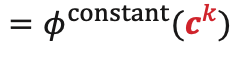 = ϕ^constant(c^k)